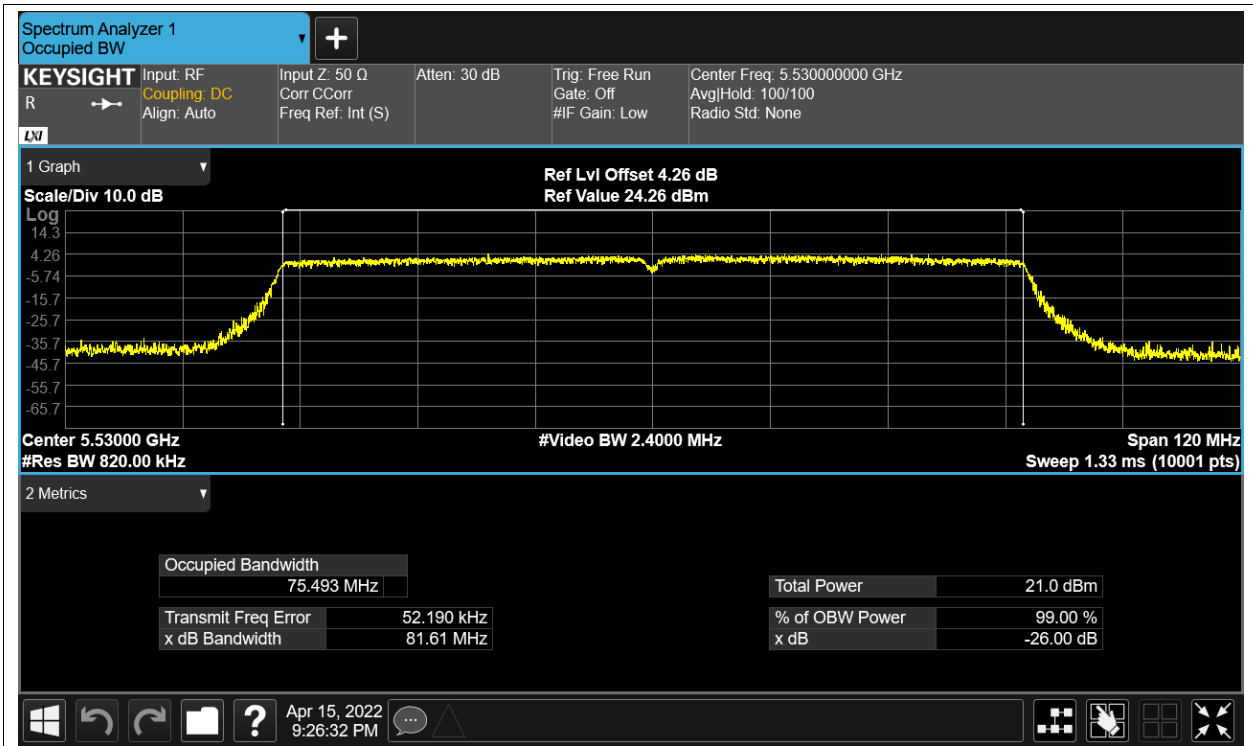 Spectrum Analyzer 1
Occupied BW
KEYSIGHT
R
LXI
Input: RF
Coupling: DC
Align: Auto
Input Z: 50 Ω
Corr CCorr
Freq Ref: Int (S)
Atten: 30 dB
Trig: Free Run
Gate: Off
#IF Gain: Low
Center Freq: 5.530000000 GHz
Avg|Hold: 100/100
Radio Std: None
1 Graph
Scale/Div 10.0 dB
Ref Lvl Offset 4.26 dB
Ref Value 24.26 dBm
Log
14.3
4.26
-5.74
-15.7
-25.7
-35.7
-45.7
-55.7
-65.7
Center 5.53000 GHz
#Video BW 2.4000 MHz
Span 120 MHz
#Res BW 820.00 kHz
Sweep 1.33 ms (10001 pts)
2 Metrics
Occupied Bandwidth
75.493 MHz
Total Power 21.0 dBm
Transmit Freq Error 52.190 kHz
% of OBW Power 99.00 %
x dB Bandwidth 81.61 MHz
x dB -26.00 dB
?
Apr 15, 2022
9:26:32 PM